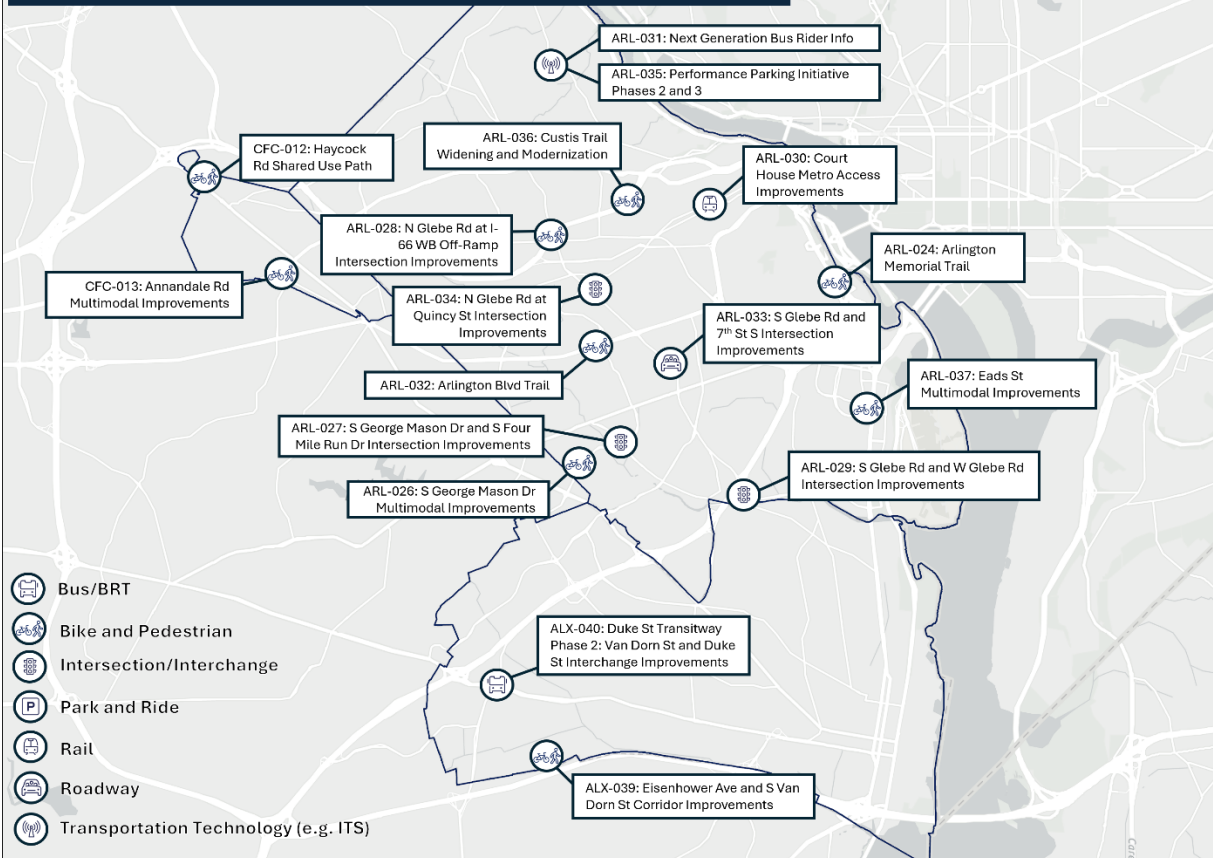 ARL-031: Next Generation Bus Rider Info
ARL-035: Performance Parking Initiative
Phases 2 and 3
ARL-036: Custis Trail
Widening and Modernization
CFC-012: Haycock
Rd Shared Use Path
ARL-030: Court
House Metro Access
Improvements
ARL-028: N Glebe Rd at I-
66 WB Off-Ramp
Intersection Improvements
ARL-024: Arlington
Memorial Trail
CFC-013: Annandale Rd
Multimodal Improvements
ARL-034: N Glebe Rd at
Quincy St Intersection
Improvements
ARL-033: S Glebe Rd and
7th St S Intersection
Improvements
ARL-032: Arlington Blvd Trail
ARL-037: Eads St
Multimodal Improvements
ARL-027: S George Mason Dr and S Four
Mile Run Dr Intersection Improvements
ARL-029: S Glebe Rd and W Glebe Rd
Intersection Improvements
ARL-026: S George Mason Dr
Multimodal Improvements
ALX-040: Duke St Transitway
Phase 2: Van Dorn St and Duke
St Interchange Improvements
ALX-039: Eisenhower Ave and S Van
Dorn St Corridor Improvements
Bus/BRT
Bike and Pedestrian
Intersection/Interchange
P
Park and Ride
Rail
Roadway
Transportation Technology (e.g. ITS)